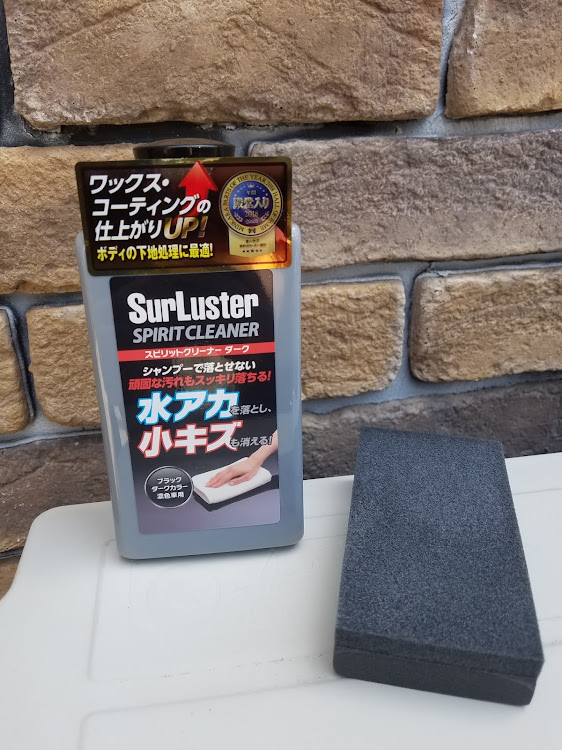 ワックス・
コーティングの
仕上がりUP!
ボディの下地処理に最適!
殿堂入り
2018
SurLuster
SPIRIT CLEANER
スピリットクリーナー ダーク
シャンプーで落とせない
頑固な汚れもスッキリ落ちる!
水アカを落とし、
小キズも消える!
ブラック
ダークカラー
濃色車用